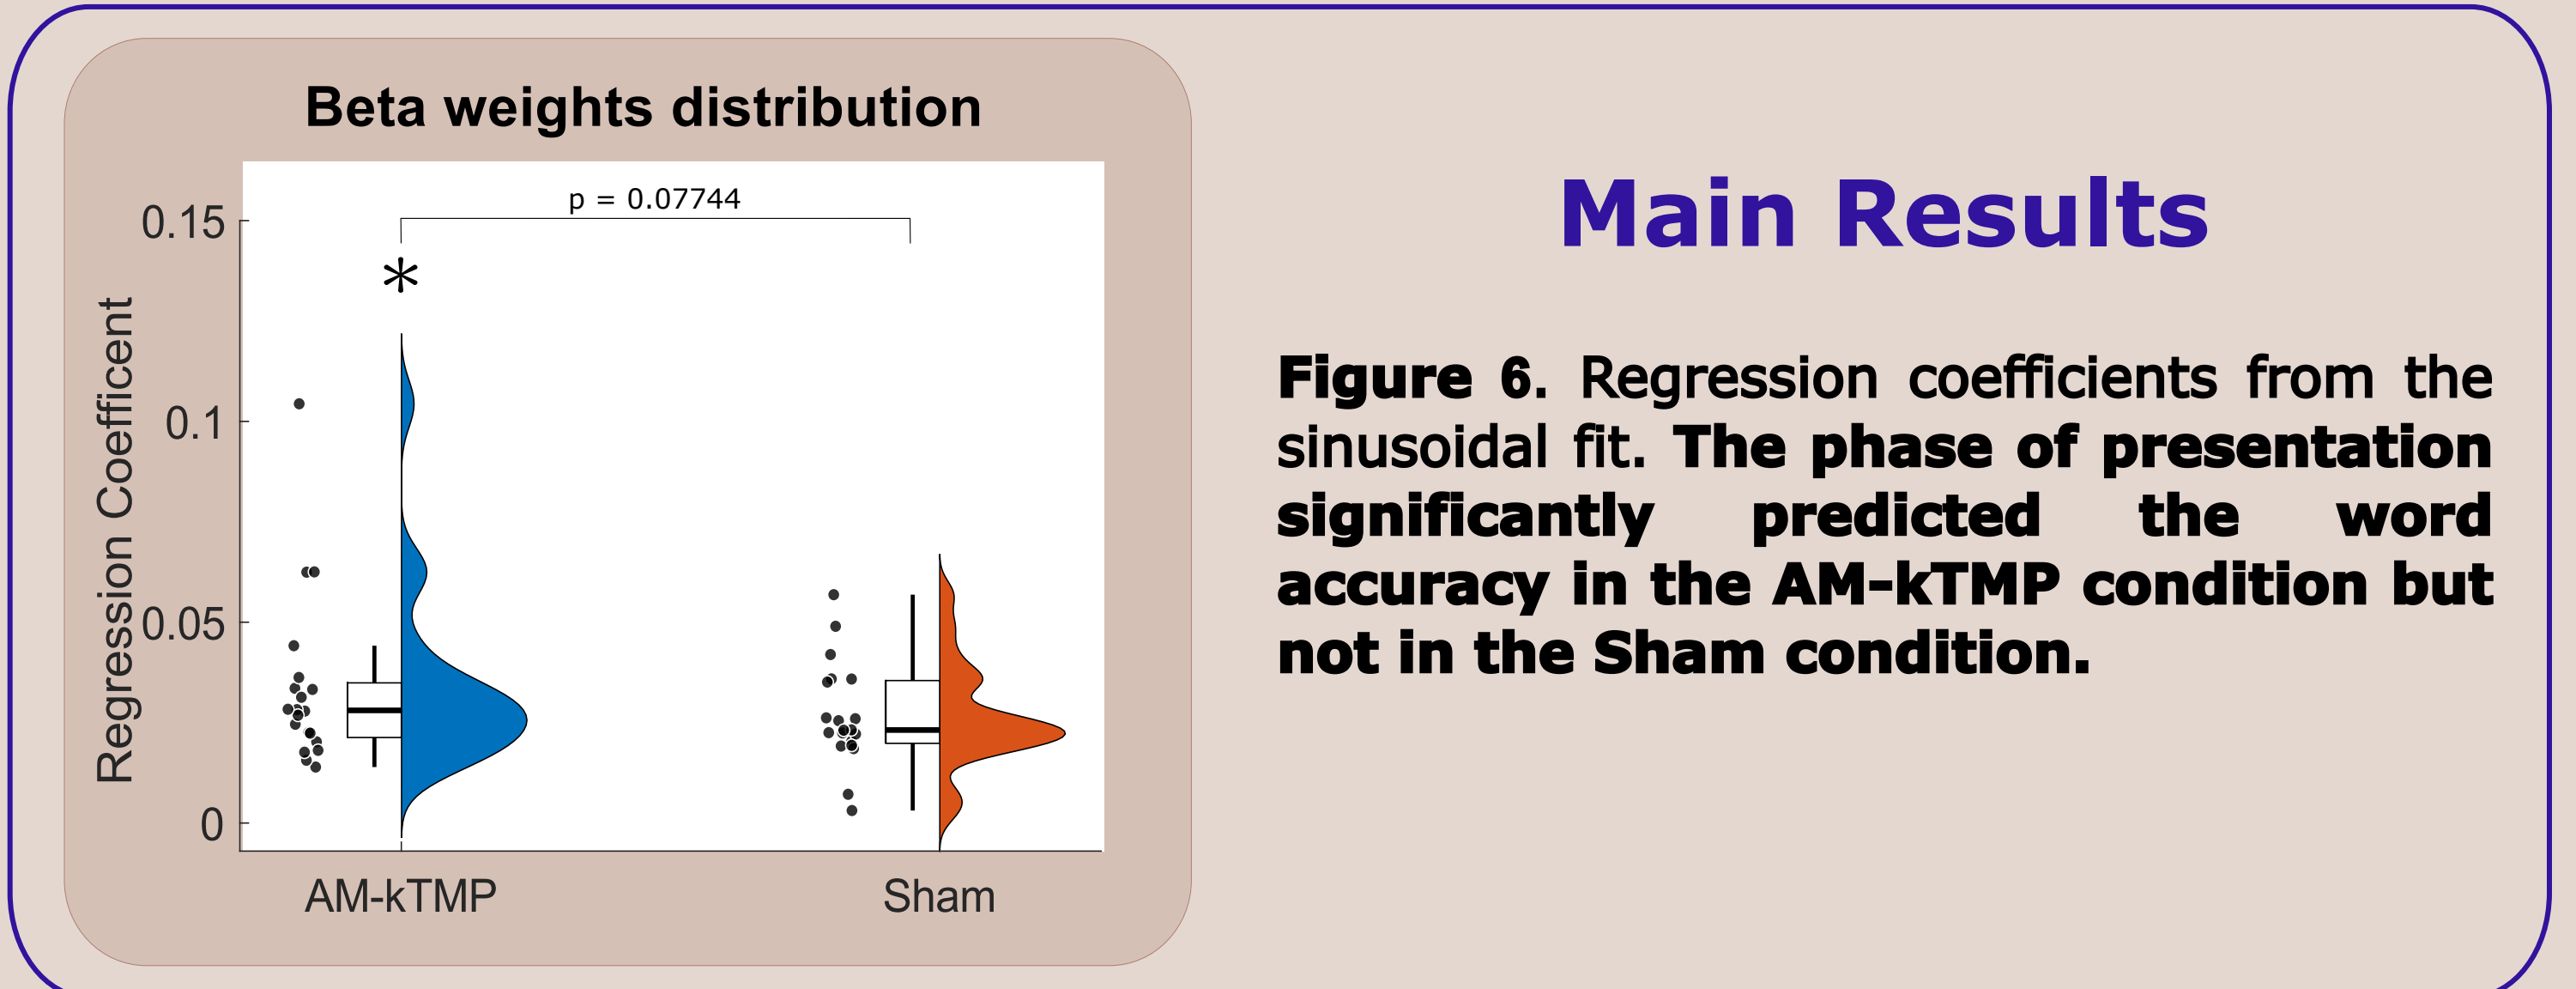 Beta weights distribution
p = 0.07744
*
0.15
0.1
0.05
0
Regression Coefficent
AM-kTMP
Sham
Main Results
Figure 6. Regression coefficients from the
sinusoidal fit. The phase of presentation
significantly predicted the word
accuracy in the AM-kTMP condition but
not in the Sham condition.